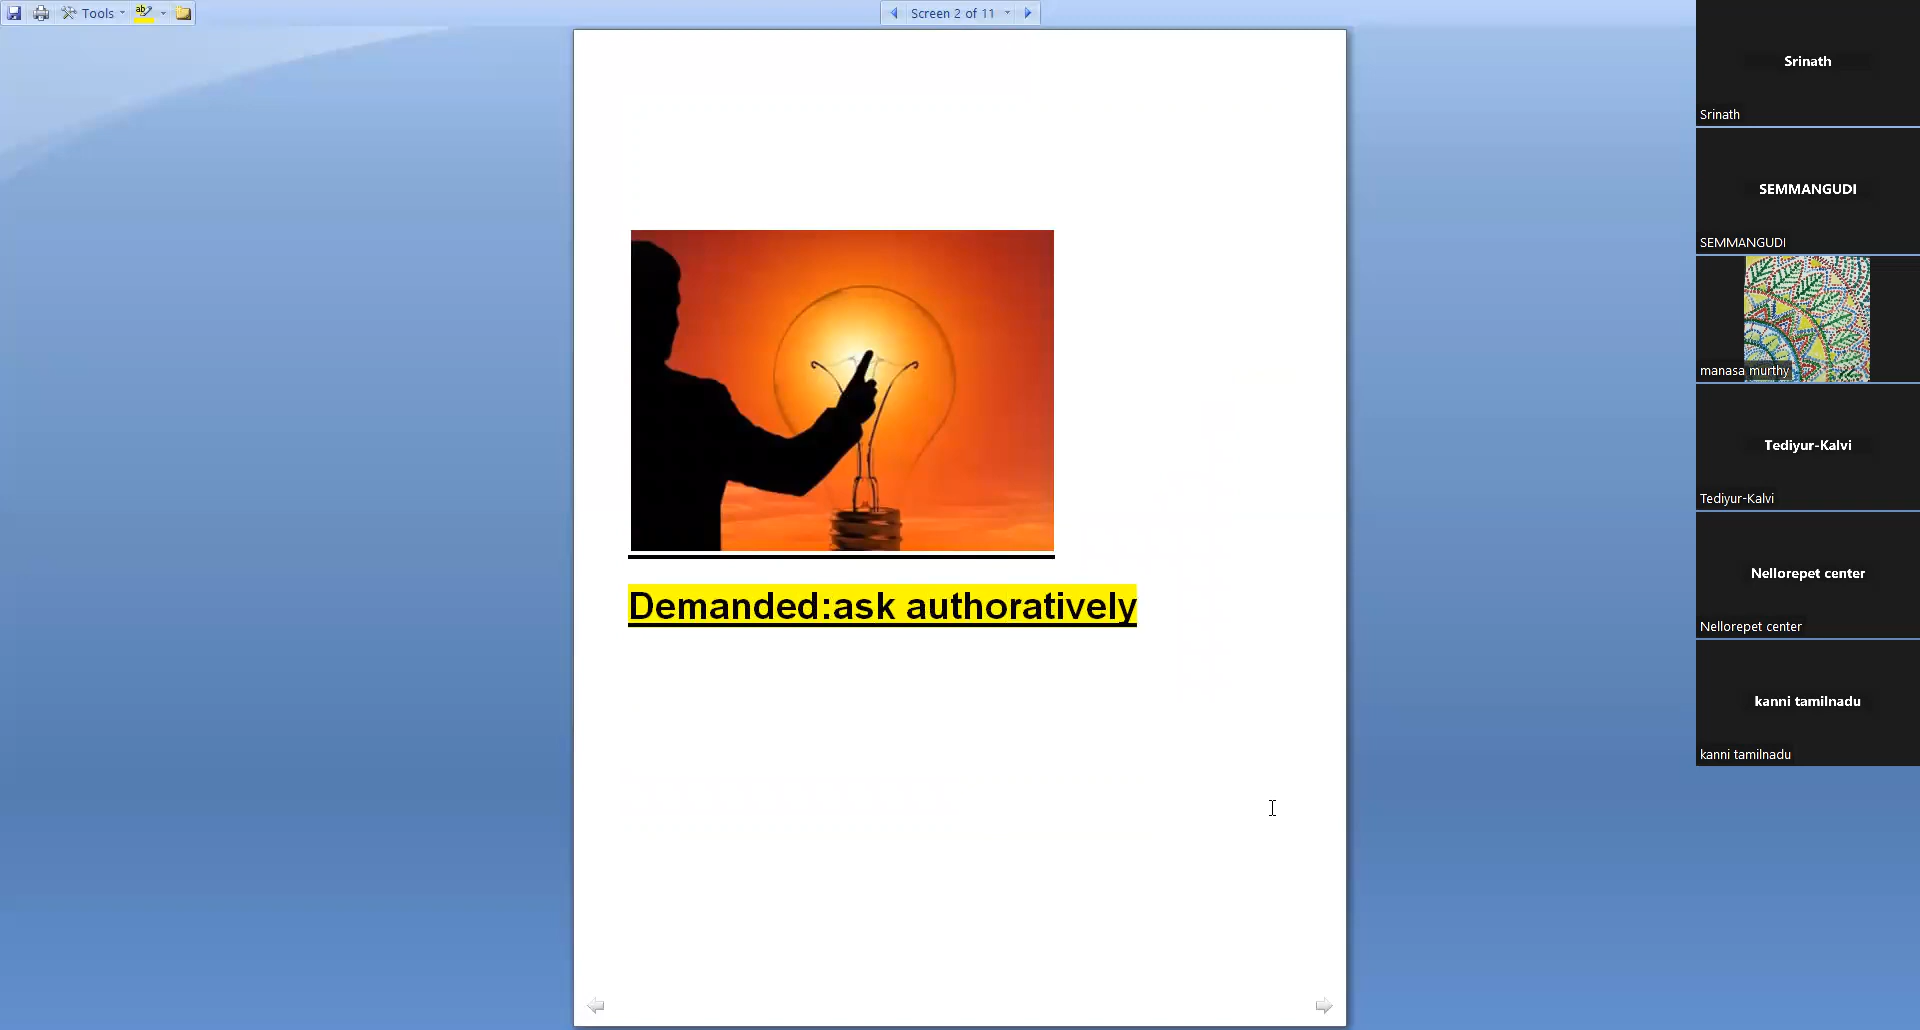 Tools
Screen 2 of 11
Demanded:ask authoratively
Srinath
Srinath
SEMMANGUDI
SEMMANGUDI
manasa murthy
Tediyur-Kalvi
Tediyur-Kalvi
Nellorepet center
Nellorepet center
kanni tamilnadu
kanni tamilnadu